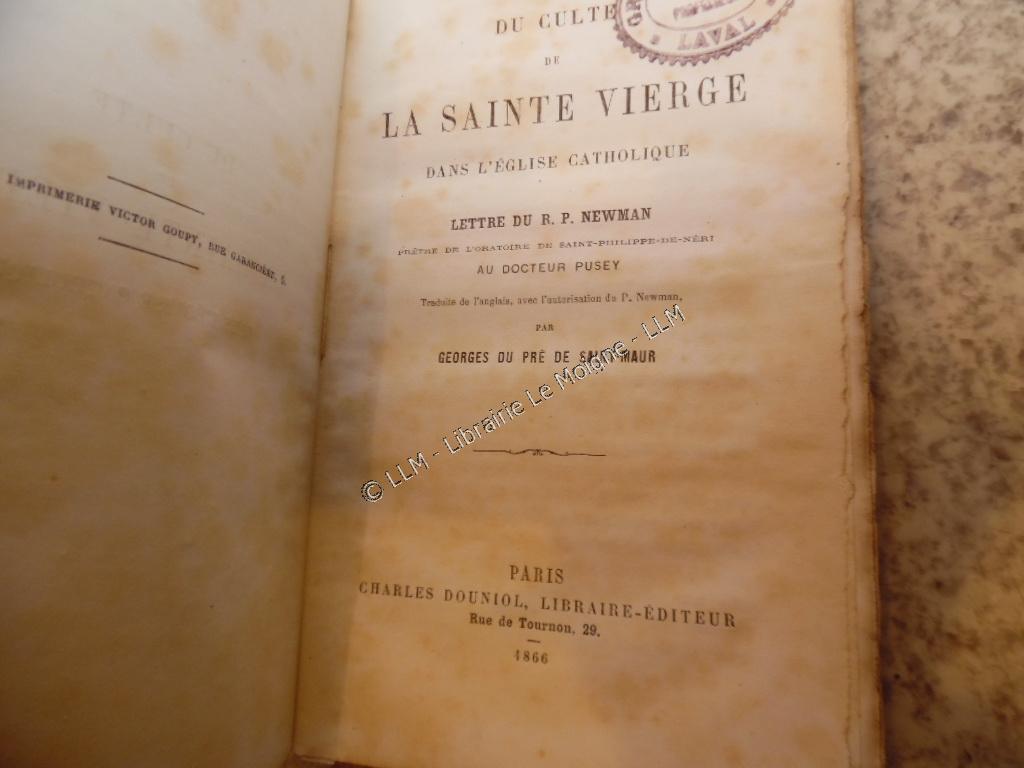 IMPRIMERIE VICTOR GOUPY, RUE GARANCIÈRE, 5.
DU CULTE
DE
LA SAINTE VIERGE
DANS L'ÉGLISE CATHOLIQUE
LETTRE DU R. P. NEWMAN
PRÊTRE DE L'ORATOIRE DE SAINT-PHILIPPE-DE-NÉRI
AU DOCTEUR PUSEY
Traduite de l'anglais, avec l'autorisation du P. Newman,
PAR
GEORGES DU PRÉ DE SAINT-MAUR
PARIS
CHARLES DOUNIOL, LIBRAIRE-ÉDITEUR
Rue de Tournon, 29.
1866
LAVAL
© LLM - Librairie Le Moigne - LLM